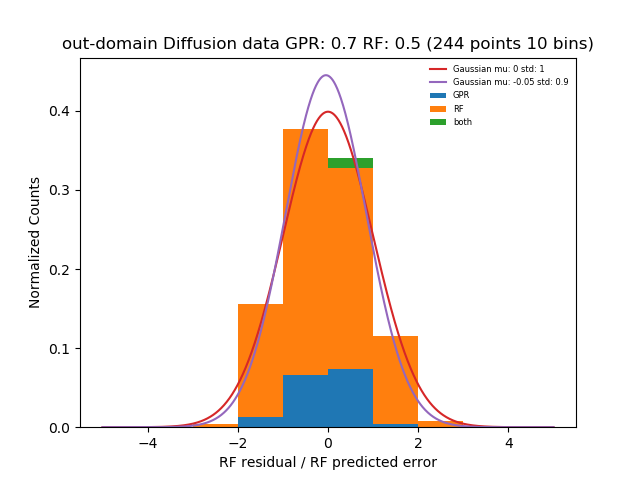 out-domain Diffusion data GPR: 0.7 RF: 0.5 (244 points 10 bins)
Gaussian mu: 0 std: 1
Gaussian mu: -0.05 std: 0.9
GPR
RF
both
Normalized Counts
0.4
0.3
0.2
0.1
0.0
−4 −2 0 2 4
RF residual / RF predicted error